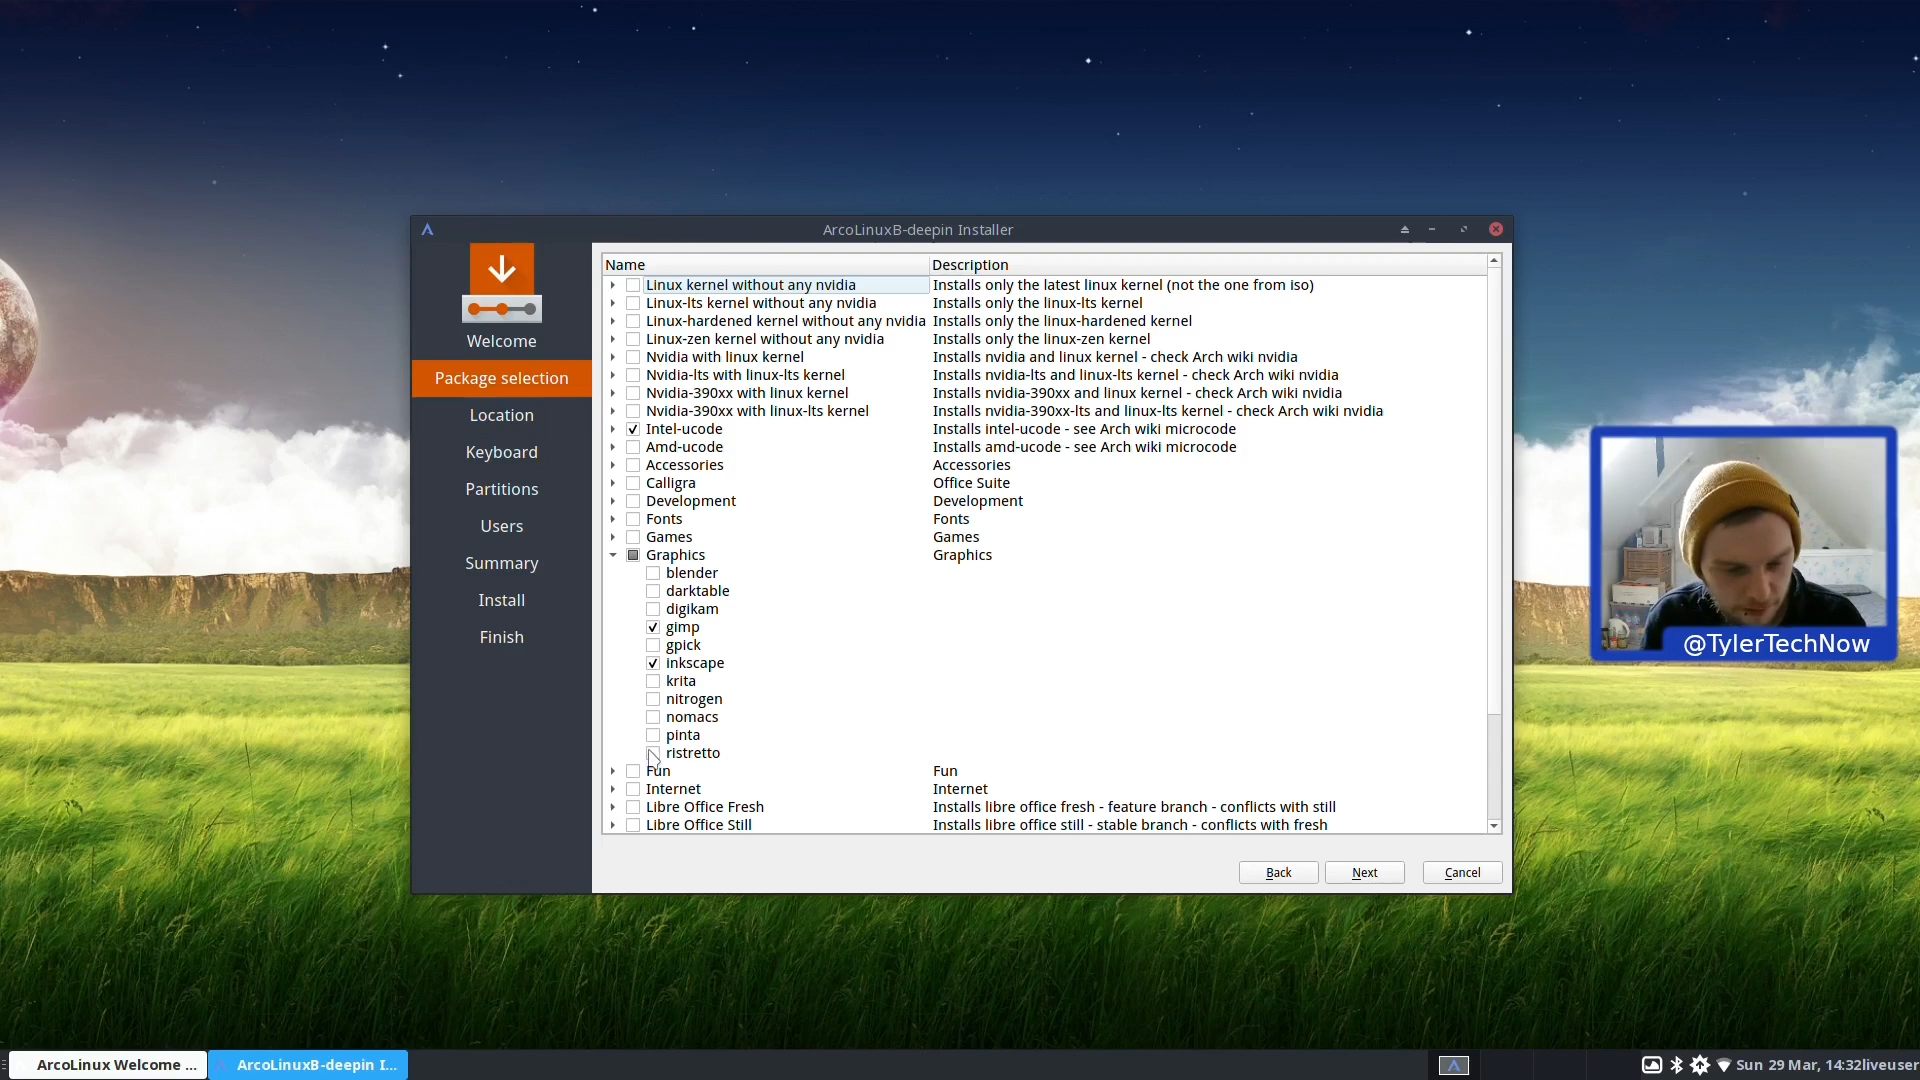 ArcoLinuxB-deepin Installer
Welcome
Package selection
Location
Keyboard
Partitions
Users
Summary
Install
Finish
Name Description
Linux kernel without any nvidia Installs only the latest linux kernel (not the one from iso)
Linux-lts kernel without any nvidia Installs only the linux-lts kernel
Linux-hardened kernel without any nvidia Installs only the linux-hardened kernel
Linux-zen kernel without any nvidia Installs only the linux-zen kernel
Nvidia with linux kernel Installs nvidia and linux kernel - check Arch wiki nvidia
Nvidia-lts with linux-lts kernel Installs nvidia-lts and linux-lts kernel - check Arch wiki nvidia
Nvidia-390xx with linux kernel Installs nvidia-390xx and linux kernel - check Arch wiki nvidia
Nvidia-390xx with linux-lts kernel Installs nvidia-390xx-lts and linux-lts kernel - check Arch wiki nvidia
Intel-ucode Installs intel-ucode - see Arch wiki microcode
Amd-ucode Installs amd-ucode - see Arch wiki microcode
Accessories Accessories
Calligra Office Suite
Development Development
Fonts Fonts
Games Games
Graphics Graphics
blender
darktable
digikam
gimp
gpick
inkscape
krita
nitrogen
nomacs
pinta
ristretto
Fun Fun
Internet Internet
Libre Office Fresh Installs libre office fresh - feature branch - conflicts with still
Libre Office Still Installs libre office still - stable branch - conflicts with fresh
Back Next Cancel
@TylerTechNow
ArcoLinux Welcome ... ArcoLinuxB-deepin I... Sun 29 Mar, 14:32liveuser